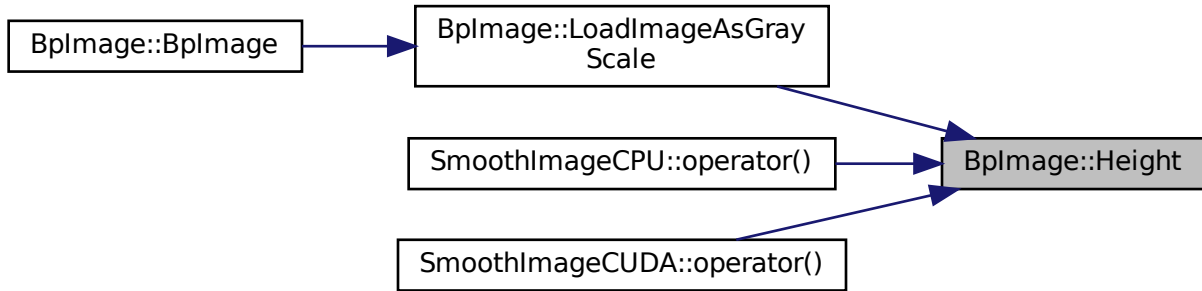 BpImage::BpImage
BpImage::LoadImageAsGray
Scale
SmoothImageCPU::operator()
SmoothImageCUDA::operator()
BpImage::Height